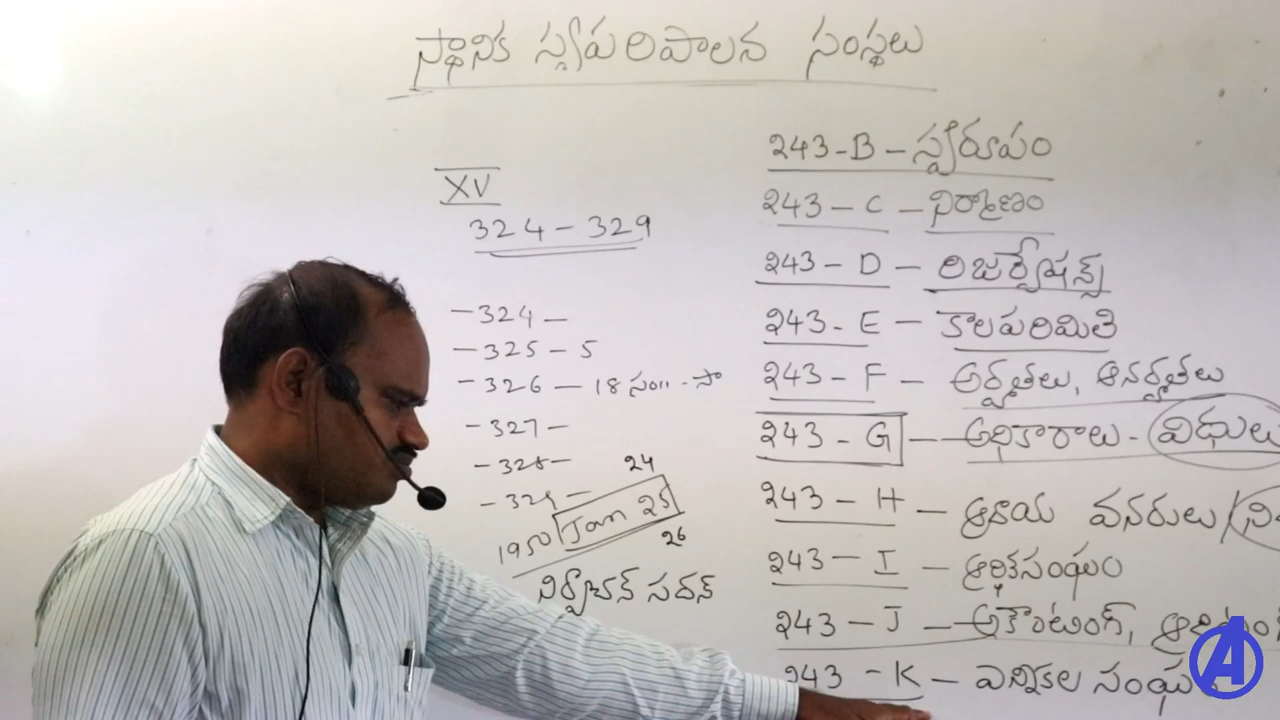 స్థానిక స్వపరిపాలన సంస్థలు
XV
324 - 329
- 324 -
- 325 - 5
- 326 - 18 సం॥ - సా
- 327 -
- 328 -
- 329 -
24
1950 Jan 25
26
నిర్వాచన్ సదన్
243 - B - స్వరూపం
243 - C - నిర్మాణం
243 - D - రిజర్వేషన్స్
243 - E - కాలపరిమితి
243 - F - అర్హతలు, అనర్హతలు
243 - G - అధికారాలు - విధులు
243 - H - ఆదాయ వనరులు /
243 - I - ఆర్థికసంఘం
243 - J - అకౌంటింగ్,
243 - K - ఎన్నికల